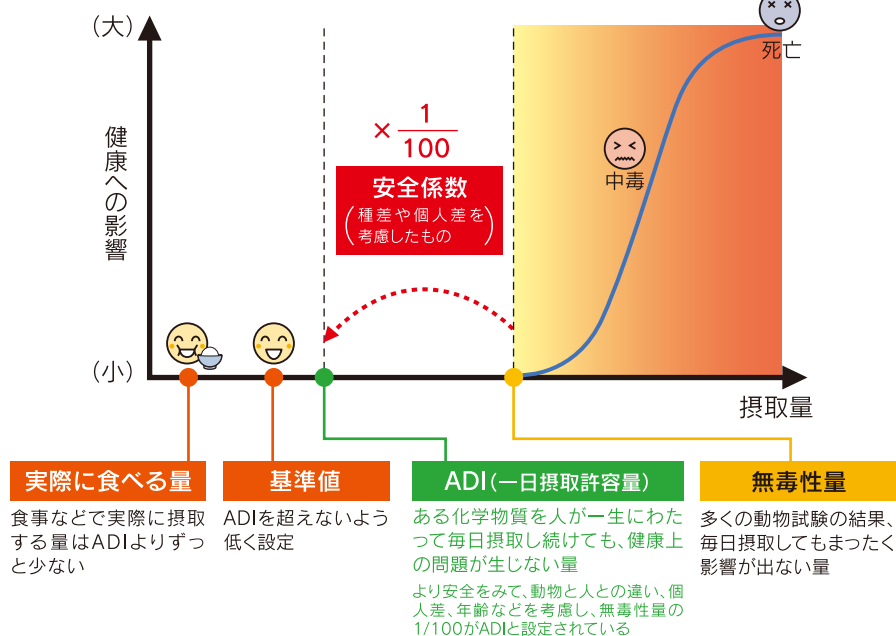 (大)
健康への影響
(小)
× 1/100
安全係数
(種差や個人差を
考慮したもの)
死亡
中毒
摂取量
実際に食べる量
食事などで実際に摂取
する量はADIよりずっ
と少ない
基準値
ADIを超えないよう
低く設定
ADI(一日摂取許容量)
ある化学物質を人が一生にわた
って毎日摂取し続けても、健康上
の問題が生じない量
より安全をみて、動物と人との違い、個
人差、年齢などを考慮し、無毒性量の
1/100がADIと設定されている
無毒性量
多くの動物試験の結果、
毎日摂取してもまったく
影響が出ない量